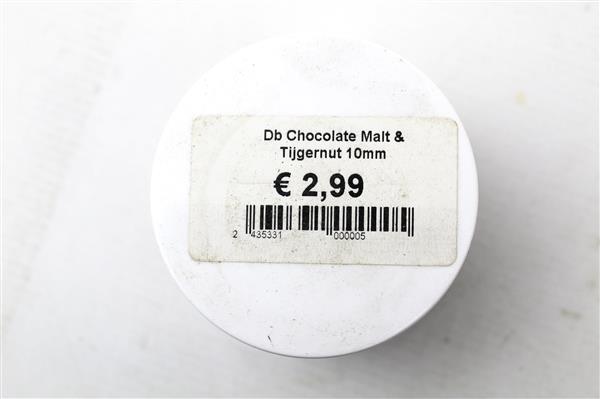 Db Chocolate Malt &
Tijgernut 10mm
€ 2,99
2 435331 000005